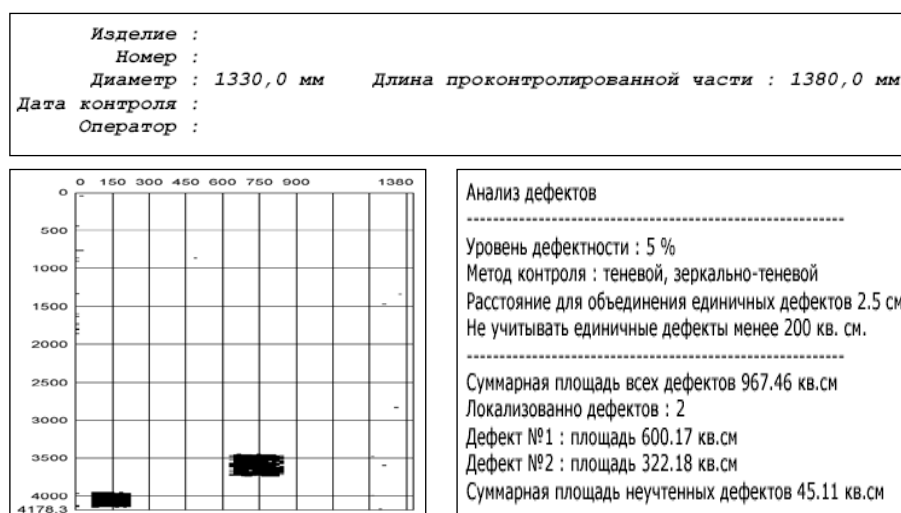 Изделие :
Номер :
Диаметр : 1330,0 мм Длина проконтролированной части : 1380,0 мм
Дата контроля :
Оператор :
0 150 300 450 600 750 900 1380
0
500
1000
1500
2000
2500
3000
3500
4000
4178.3
Анализ дефектов
----------------------------------------------------------
Уровень дефектности : 5 %
Метод контроля : теневой, зеркально-теневой
Расстояние для объединения единичных дефектов 2.5 см
Не учитывать единичные дефекты менее 200 кв. см.
----------------------------------------------------------
Суммарная площадь всех дефектов 967.46 кв.см
Локализованно дефектов : 2
Дефект №1 : площадь 600.17 кв.см
Дефект №2 : площадь 322.18 кв.см
Суммарная площадь неучтенных дефектов 45.11 кв.см